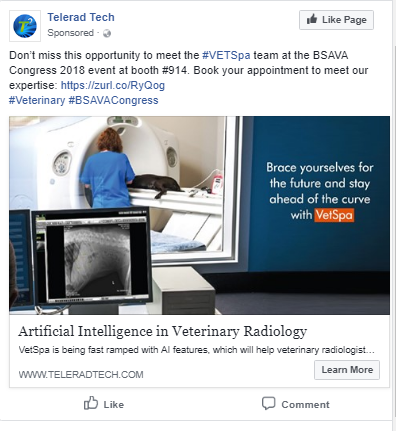 Telerad Tech
Sponsored ·
Like Page
Don't miss this opportunity to meet the #VETSpa team at the BSAVA
Congress 2018 event at booth #914. Book your appointment to meet our
expertise: https://zurl.co/RyQog
#Veterinary #BSAVACongress
Brace yourselves for
the future and stay
ahead of the curve
with VetSpa
Artificial Intelligence in Veterinary Radiology
VetSpa is being fast ramped with AI features, which will help veterinary radiologist...
WWW.TELERADTECH.COM
Learn More
Like
Comment